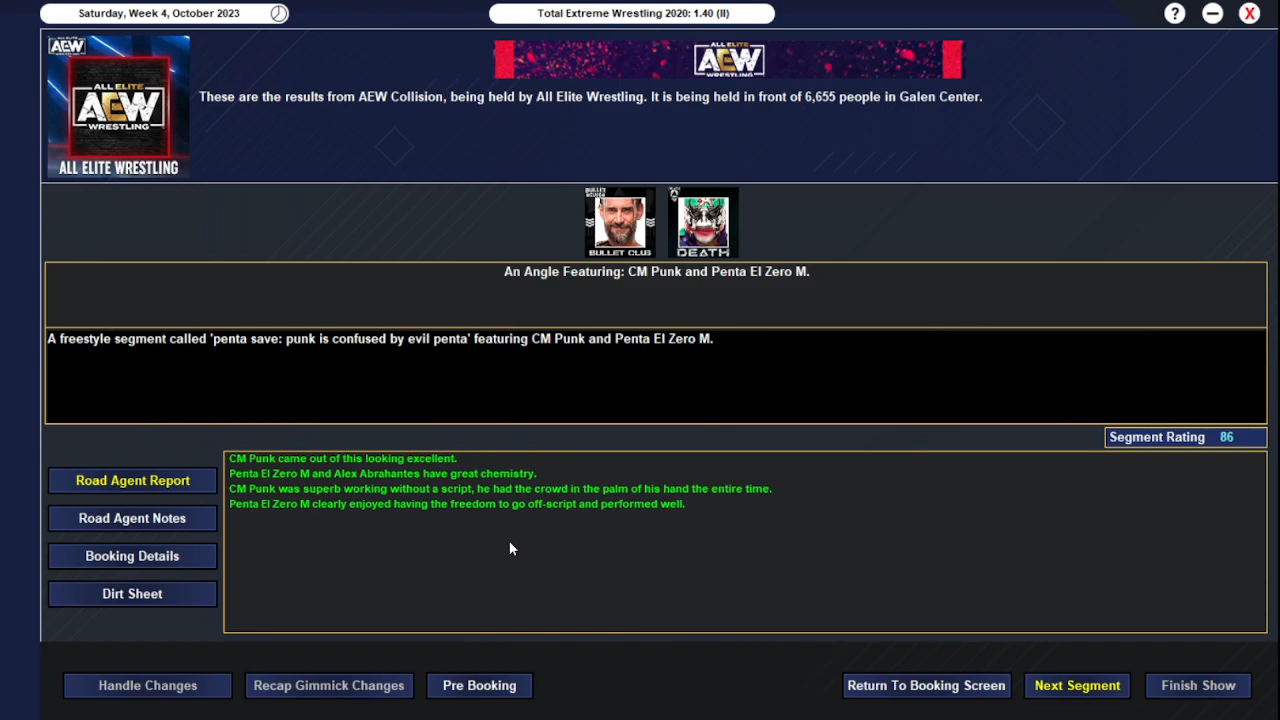 Saturday, Week 4, October 2023
Total Extreme Wrestling 2020: 1.40 (II)
?
X
AEW
ALL ELITE
AEW
WRESTLING
ALL ELITE WRESTLING
ALL ELITE
AEW
WRESTLING
These are the results from AEW Collision, being held by All Elite Wrestling. It is being held in front of 6,655 people in Galen Center.
BULLET CLUB
DEATH
An Angle Featuring: CM Punk and Penta El Zero M.
A freestyle segment called 'penta save: punk is confused by evil penta' featuring CM Punk and Penta El Zero M.
Segment Rating 86
Road Agent Report
Road Agent Notes
Booking Details
Dirt Sheet
CM Punk came out of this looking excellent.
Penta El Zero M and Alex Abrahantes have great chemistry.
CM Punk was superb working without a script, he had the crowd in the palm of his hand the entire time.
Penta El Zero M clearly enjoyed having the freedom to go off-script and performed well.
Handle Changes
Recap Gimmick Changes
Pre Booking
Return To Booking Screen
Next Segment
Finish Show